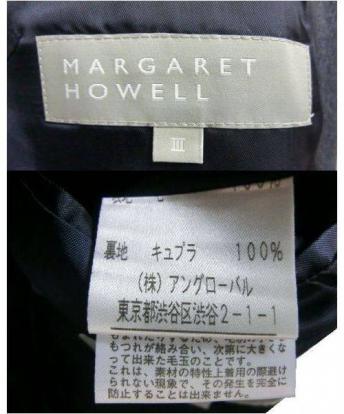 MARGARET
HOWELL
III
100%
裏地 キュプラ 100%
(株) アングローバル
東京都渋谷区渋谷2-1-1
もつれが絡み合い、次第に大きくな
って出来た毛玉のことです。
これは、素材の特性上着用の際避け
られない現象で、その発生を完全に
防止することは出来ません。